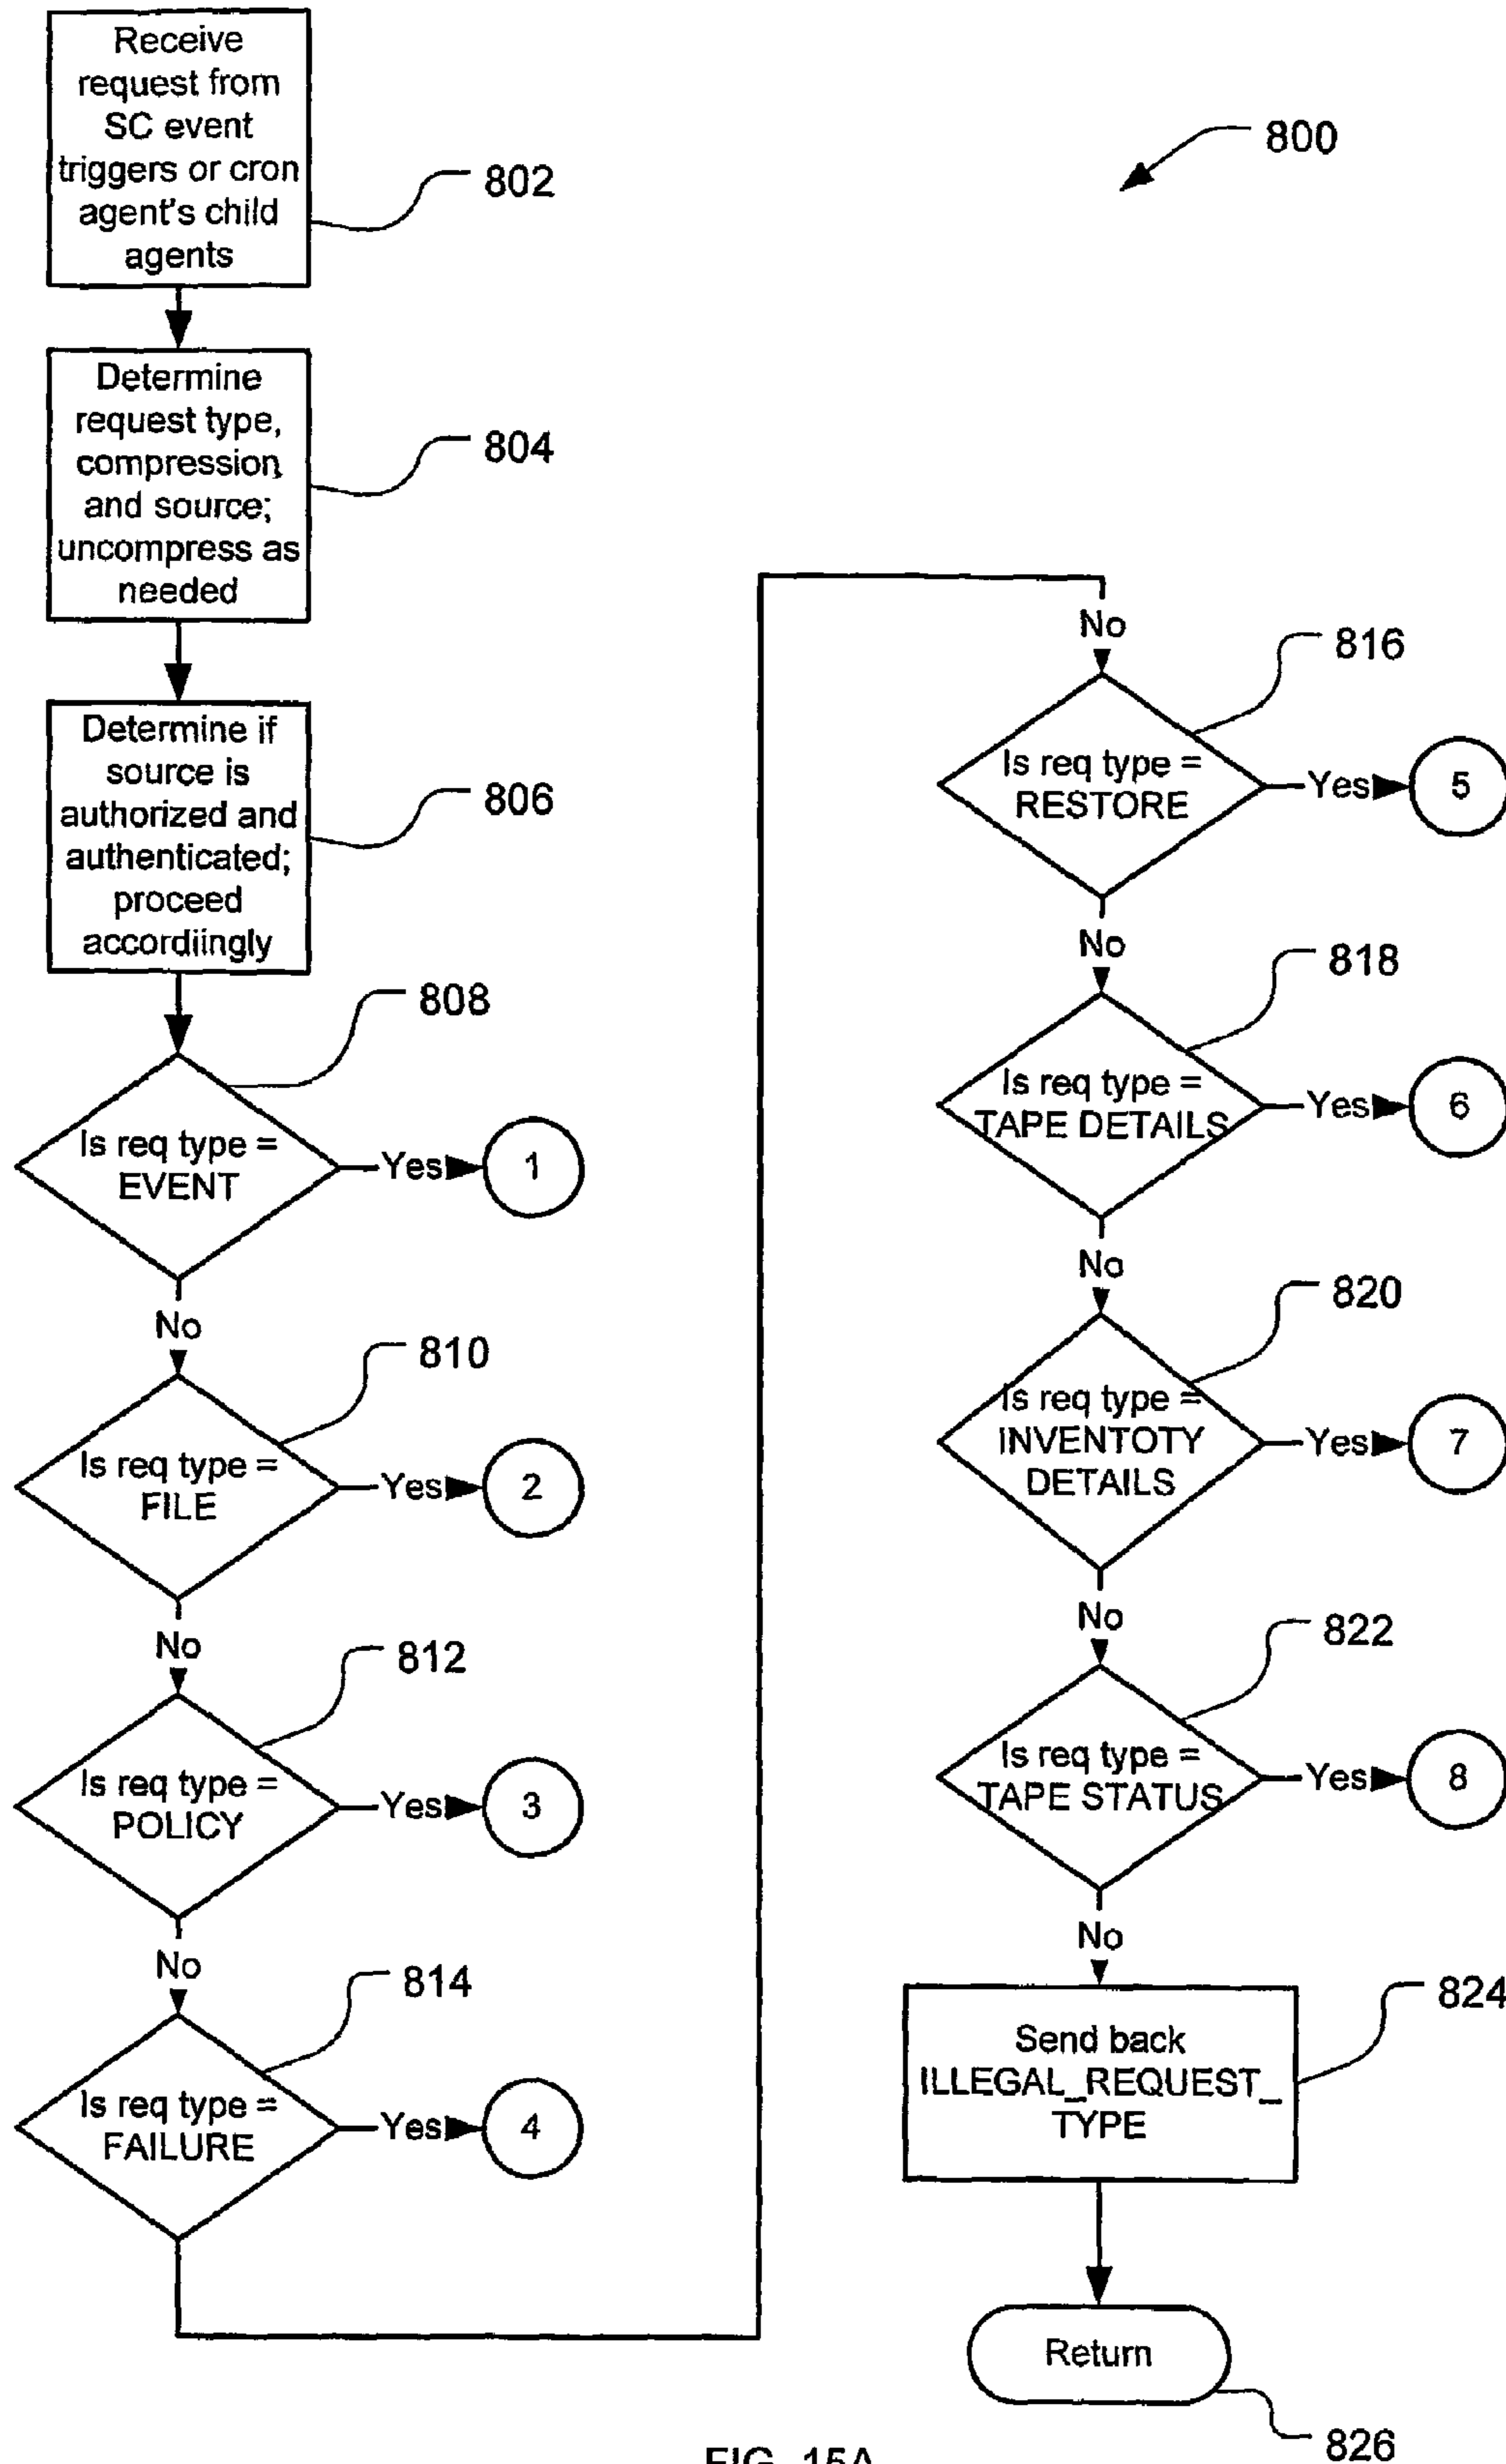 Receive
request from
SC event
triggers or cron
agent's child
agents
802
800
Determine
request type,
compression
and source;
uncompress as
needed
804
Determine if
source is
authorized and
authenticated;
proceed
accordiingly
806
808
Is req type =
EVENT
Yes
1
No
810
Is req type =
FILE
Yes
2
No
812
Is req type =
POLICY
Yes
3
No
814
Is req type =
FAILURE
Yes
4
No
816
Is req type =
RESTORE
Yes
5
No
818
Is req type =
TAPE DETAILS
Yes
6
No
820
Is req type =
INVENTOTY
DETAILS
Yes
7
No
822
Is req type =
TAPE STATUS
Yes
8
No
824
Send back
ILLEGAL_REQUEST_
TYPE
Return
826
FIG. 15A